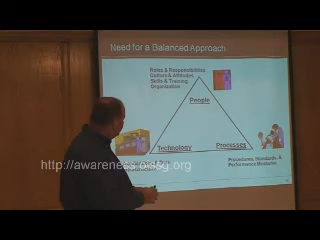 Need for a Balanced Approach
Roles & Responsibilities
Culture & Attitudes
Skills & Training
Organization
People
Technology
Processes
http://awareness.oissg.org
Procedures, Standards, &
Performance Measures